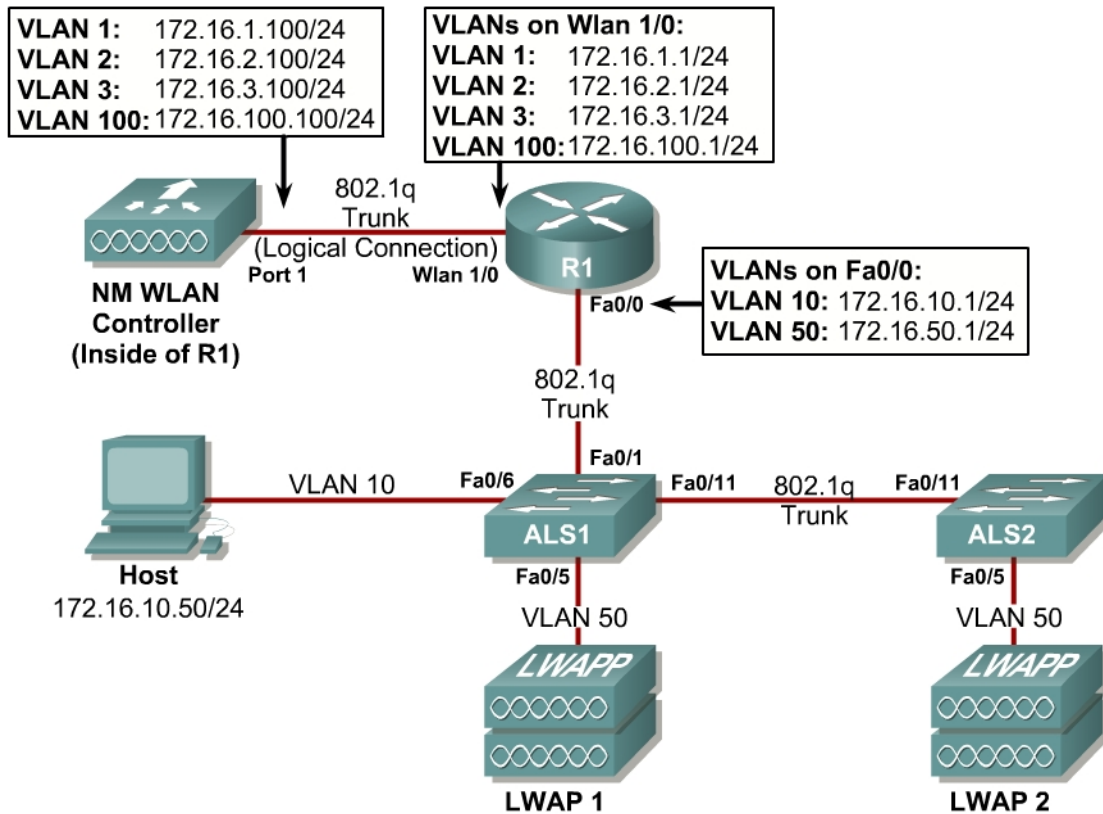 VLAN 1: 172.16.1.100/24
VLAN 2: 172.16.2.100/24
VLAN 3: 172.16.3.100/24
VLAN 100: 172.16.100.100/24
VLANs on Wlan 1/0:
VLAN 1: 172.16.1.1/24
VLAN 2: 172.16.2.1/24
VLAN 3: 172.16.3.1/24
VLAN 100: 172.16.100.1/24
802.1q
Trunk
(Logical Connection)
Port 1
Wlan 1/0
R1
NM WLAN
Controller
(Inside of R1)
Fa0/0
VLANs on Fa0/0:
VLAN 10: 172.16.10.1/24
VLAN 50: 172.16.50.1/24
802.1q
Trunk
Fa0/1
VLAN 10
Fa0/6
Fa0/11
802.1q
Trunk
Fa0/11
ALS1
ALS2
Host
172.16.10.50/24
Fa0/5
Fa0/5
VLAN 50
VLAN 50
LWAPP
LWAPP
LWAP 1
LWAP 2